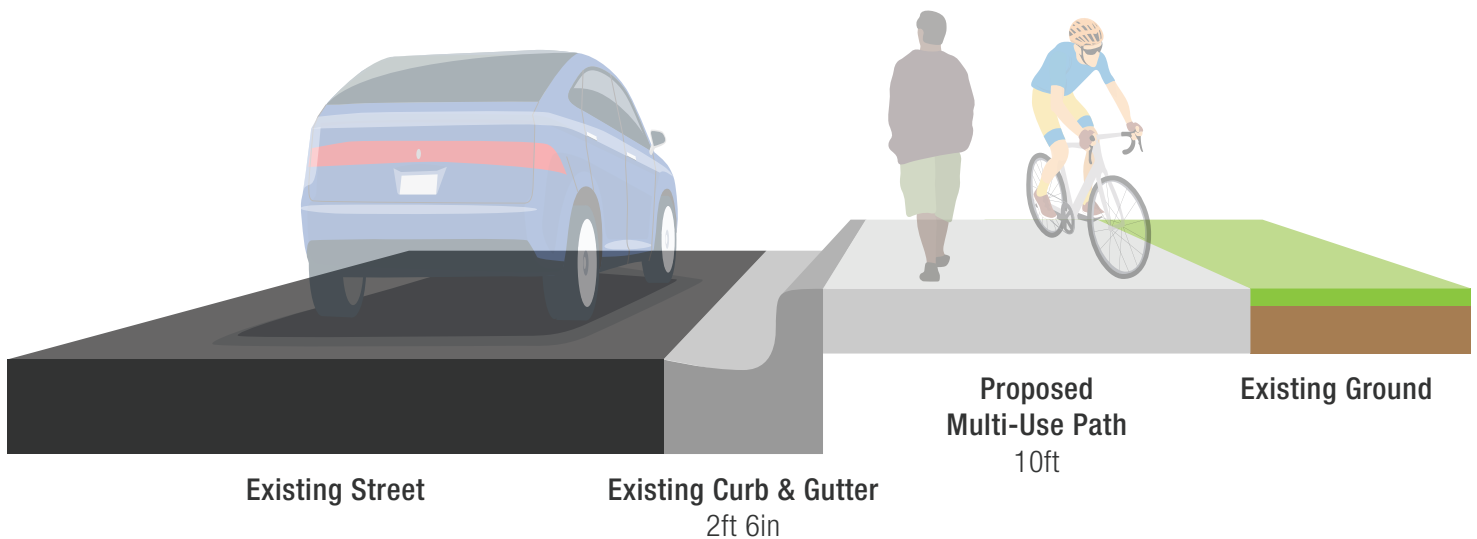 Existing Street
Existing Curb & Gutter
2ft 6in
Proposed
Multi-Use Path
10ft
Existing Ground